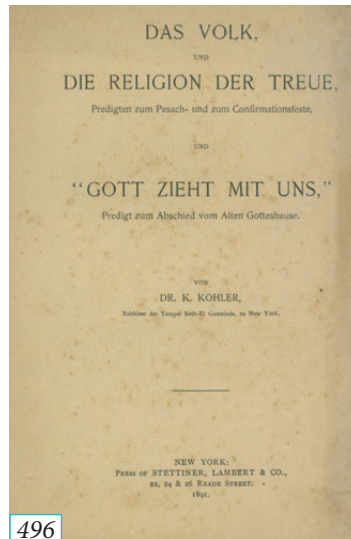 DAS VOLK,
UND
DIE RELIGION DER TREUE,
Predigten zum Pesach- und zum Confirmationsfeste,
UND
"GOTT ZIEHT MIT UNS,"
Predigt zum Abschied vom Alten Gotteshause.
VON
DR. K. KOHLER,
Rabbiner der Tempel Beth-El Gemeinde, zu New York.
NEW YORK:
PRESS OF STETTINER, LAMBERT & CO.,
22, 24 & 26 READE STREET.
1891.
496